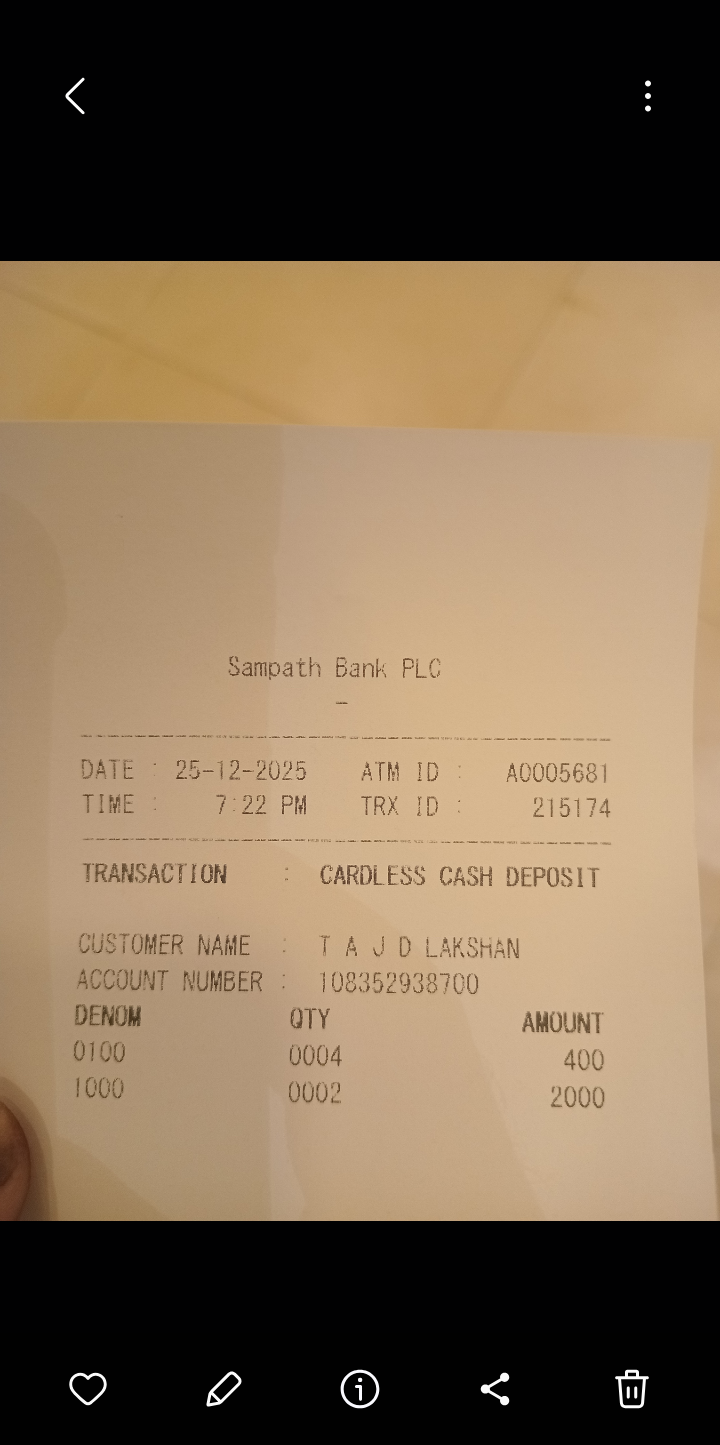 Sampath Bank PLC
-
DATE : 25-12-2025 ATM ID : A0005681
TIME : 7:22 PM TRX ID : 215174
TRANSACTION : CARDLESS CASH DEPOSIT
CUSTOMER NAME : T A J D LAKSHAN
ACCOUNT NUMBER : 108352938700
DENOM QTY AMOUNT
0100 0004 400
1000 0002 2000